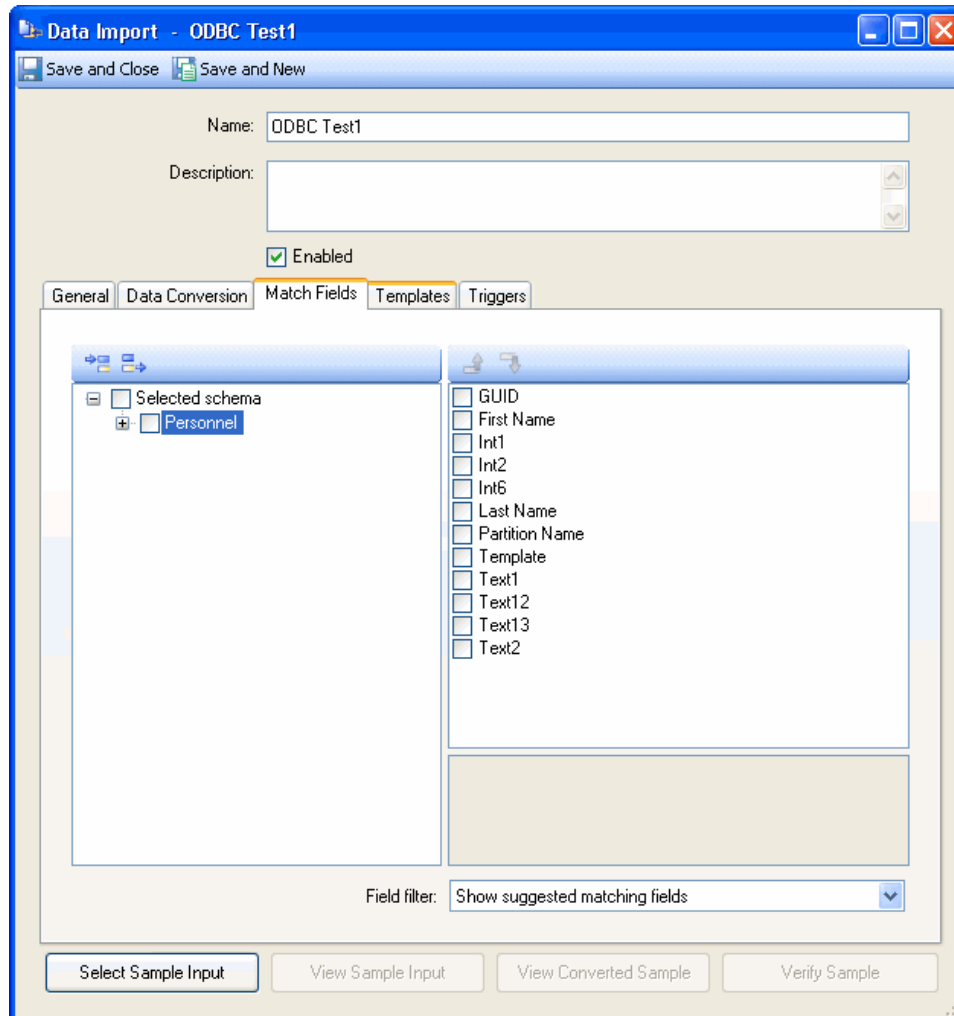 Data Import - ODBC Test1
Save and Close Save and New
Name: ODBC Test1
Description:
Enabled
General Data Conversion Match Fields Templates Triggers
Selected schema
Personnel
GUID
First Name
Int1
Int2
Int6
Last Name
Partition Name
Template
Text1
Text12
Text13
Text2
Field filter: Show suggested matching fields
Select Sample Input View Sample Input View Converted Sample Verify Sample